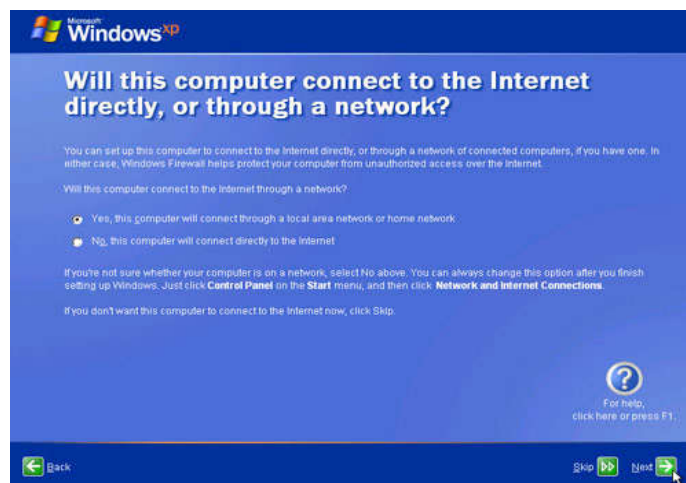 Microsoft
Windows xp
Will this computer connect to the Internet
directly, or through a network?
You can set up this computer to connect to the Internet directly, or through a network of connected computers, if you have one. In
either case, Windows Firewall helps protect your computer from unauthorized access over the Internet.
Will this computer connect to the Internet through a network?
Yes, this computer will connect through a local area network or home network
No, this computer will connect directly to the Internet
If you're not sure whether your computer is on a network, select No above. You can always change this option after you finish
setting up Windows. Just click Control Panel on the Start menu, and then click Network and Internet Connections.
If you don't want this computer to connect to the Internet now, click Skip.
?
For help,
click here or press F1.
Back
Skip
Next